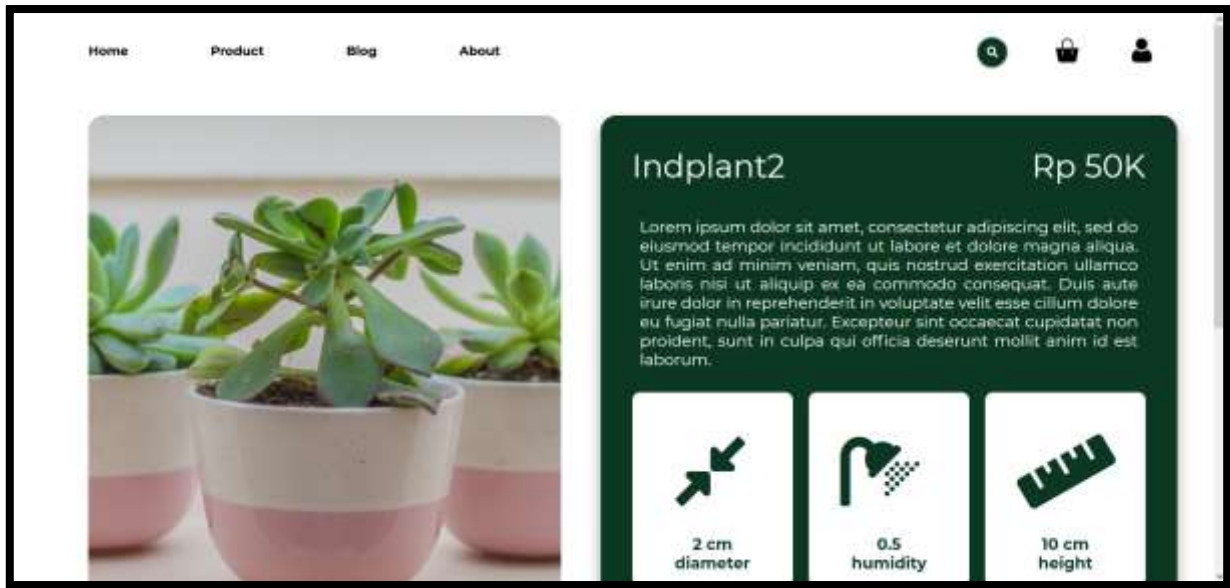 Home Product Blog About
Indplant2 Rp 50K
Lorem ipsum dolor sit amet, consectetur adipiscing elit, sed do
eiusmod tempor incididunt ut labore et dolore magna aliqua.
Ut enim ad minim veniam, quis nostrud exercitation ullamco
laboris nisi ut aliquip ex ea commodo consequat. Duis aute
irure dolor in reprehenderit in voluptate velit esse cillum dolore
eu fugiat nulla pariatur. Excepteur sint occaecat cupidatat non
proident, sunt in culpa qui officia deserunt mollit anim id est
laborum.
2 cm
diameter
0.5
humidity
10 cm
height